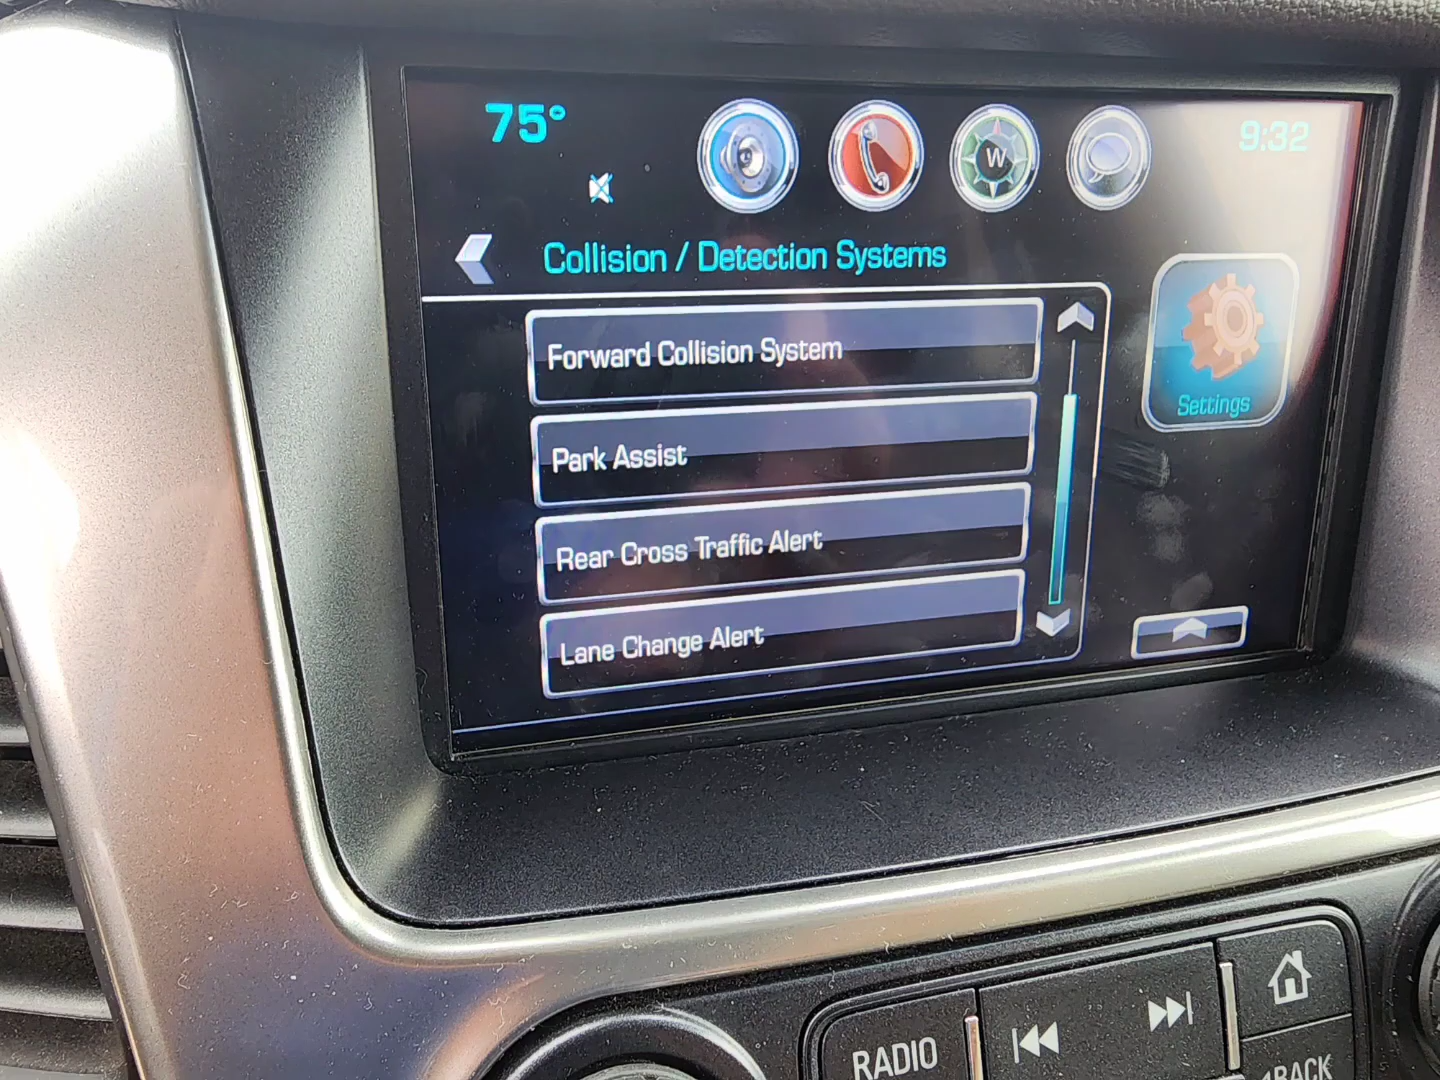 75°
W
9:32
Collision / Detection Systems
Forward Collision System
Park Assist
Rear Cross Traffic Alert
Lane Change Alert
Settings
RADIO
BACK